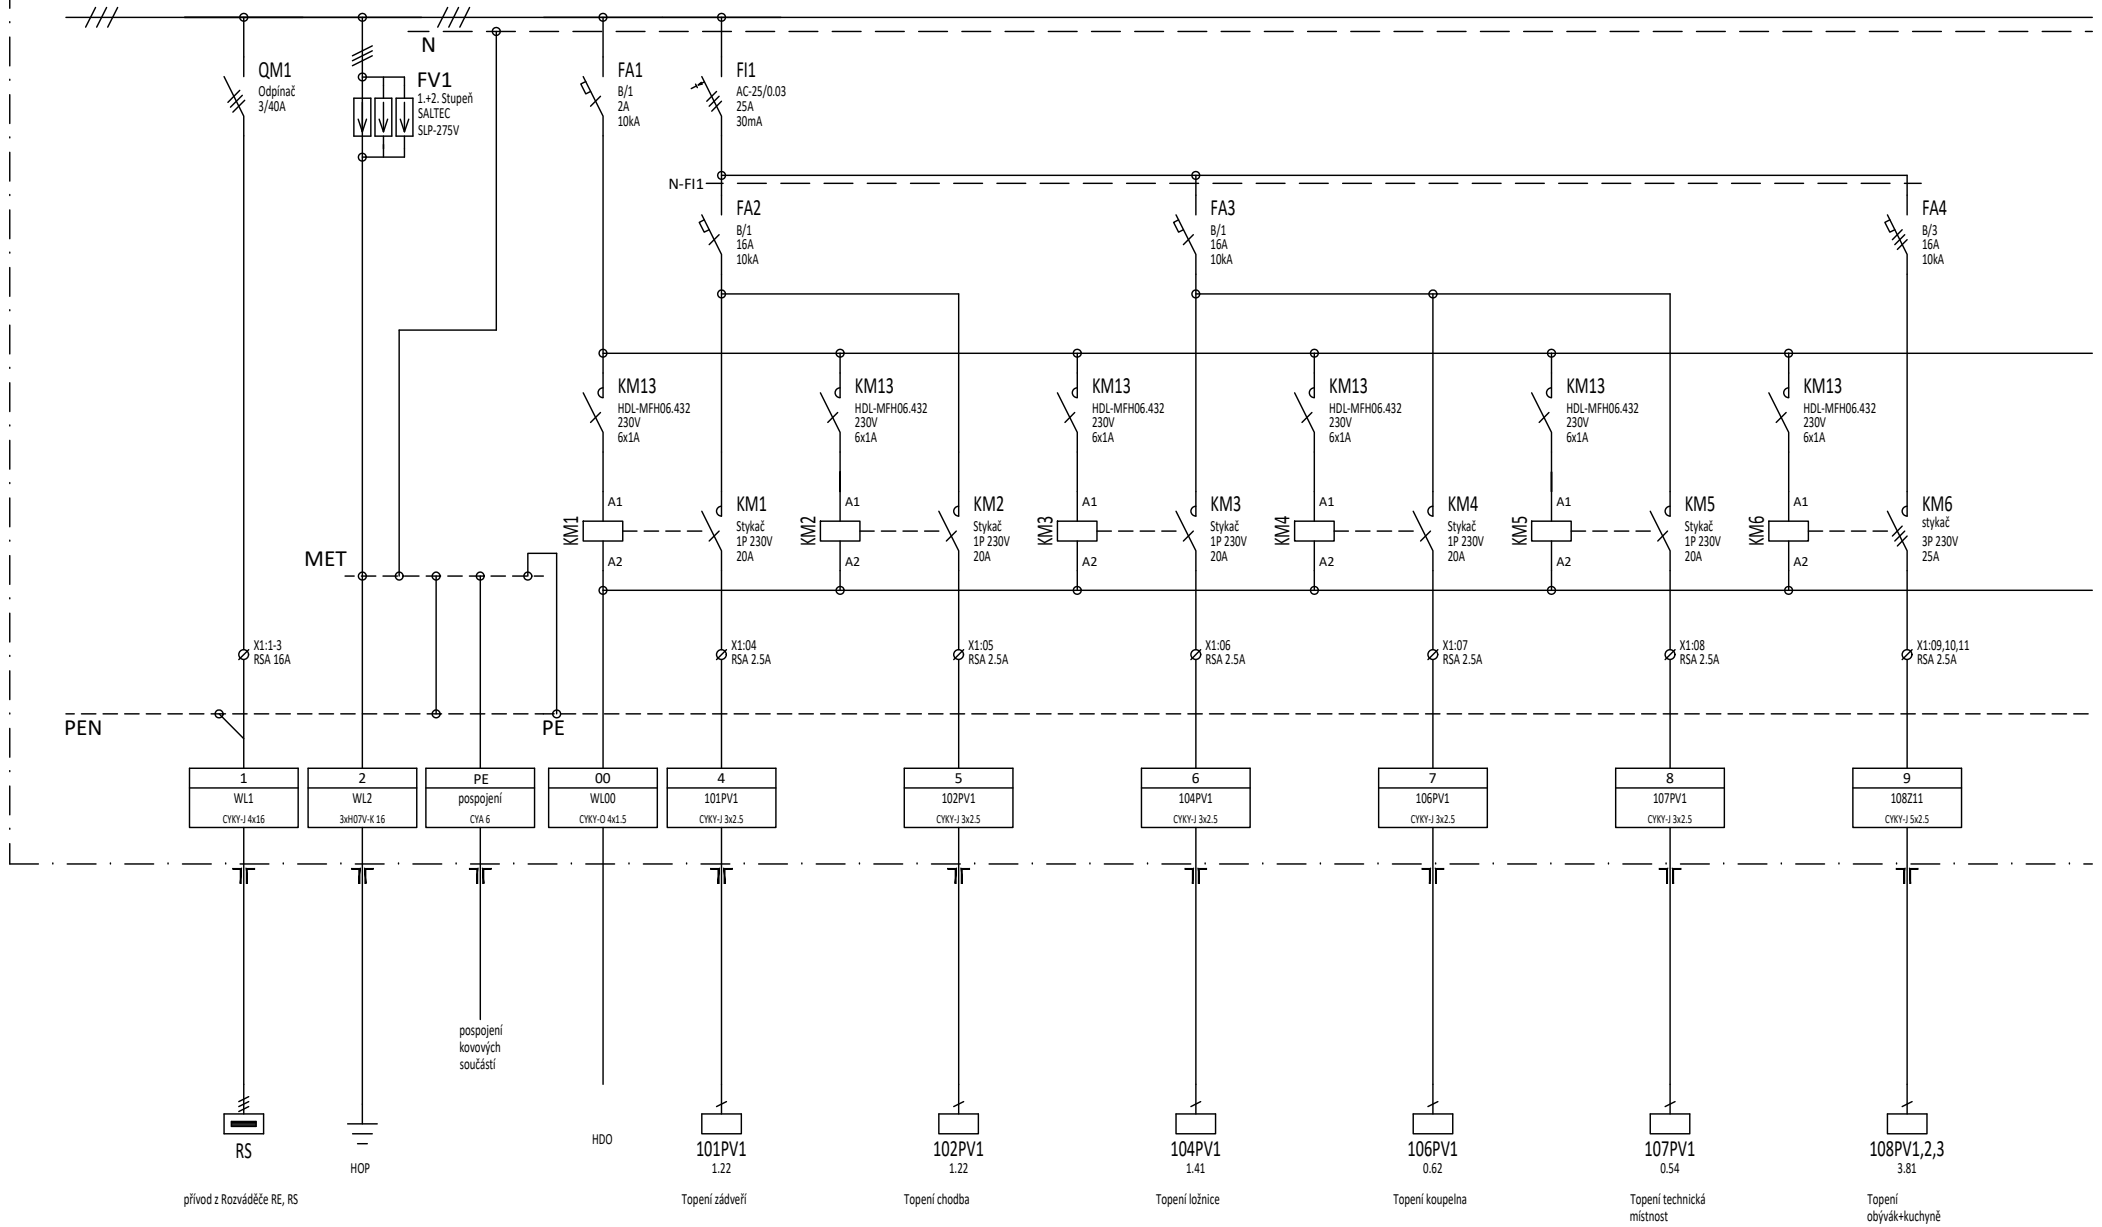 N
QM1
Odpínač
3/40A
FV1
1.+2. Stupeň
SALTEC
SLP-275V
FA1
B/1
2A
10kA
FI1
AC-25/0.03
25A
30mA
N-FI1
FA2
B/1
16A
10kA
FA3
B/1
16A
10kA
FA4
B/3
16A
10kA
KM13
HDL-MFH06.432
230V
6x1A
KM13
HDL-MFH06.432
230V
6x1A
KM13
HDL-MFH06.432
230V
6x1A
KM13
HDL-MFH06.432
230V
6x1A
KM13
HDL-MFH06.432
230V
6x1A
KM13
HDL-MFH06.432
230V
6x1A
A1
KM1
A2
KM1
Stykač
1P 230V
20A
A1
KM2
A2
KM2
Stykač
1P 230V
20A
A1
KM3
A2
KM3
Stykač
1P 230V
20A
A1
KM4
A2
KM4
Stykač
1P 230V
20A
A1
KM5
A2
KM5
Stykač
1P 230V
20A
A1
KM6
A2
KM6
stykač
3P 230V
25A
MET
X1:1-3
RSA 16A
X1:04
RSA 2.5A
X1:05
RSA 2.5A
X1:06
RSA 2.5A
X1:07
RSA 2.5A
X1:08
RSA 2.5A
X1:09,10,11
RSA 2.5A
PEN
PE
1
WL1
CYKY-J 4x16
2
WL2
3xH07V-K 16
PE
pospojení
CYA 6
00
WL00
CYKY-O 4x1.5
4
101PV1
CYKY-J 3x2.5
5
102PV1
CYKY-J 3x2.5
6
104PV1
CYKY-J 3x2.5
7
106PV1
CYKY-J 3x2.5
8
107PV1
CYKY-J 3x2.5
9
108Z11
CYKY-J 5x2.5
pospojení
kovových
součástí
RS
přívod z Rozváděče RE, RS
HOP
HDO
101PV1
1.22
Topení zádveří
102PV1
1.22
Topení chodba
104PV1
1.41
Topení ložnice
106PV1
0.62
Topení koupelna
107PV1
0.54
Topení technická
místnost
108PV1,2,3
3.81
Topení
obývák+kuchyně